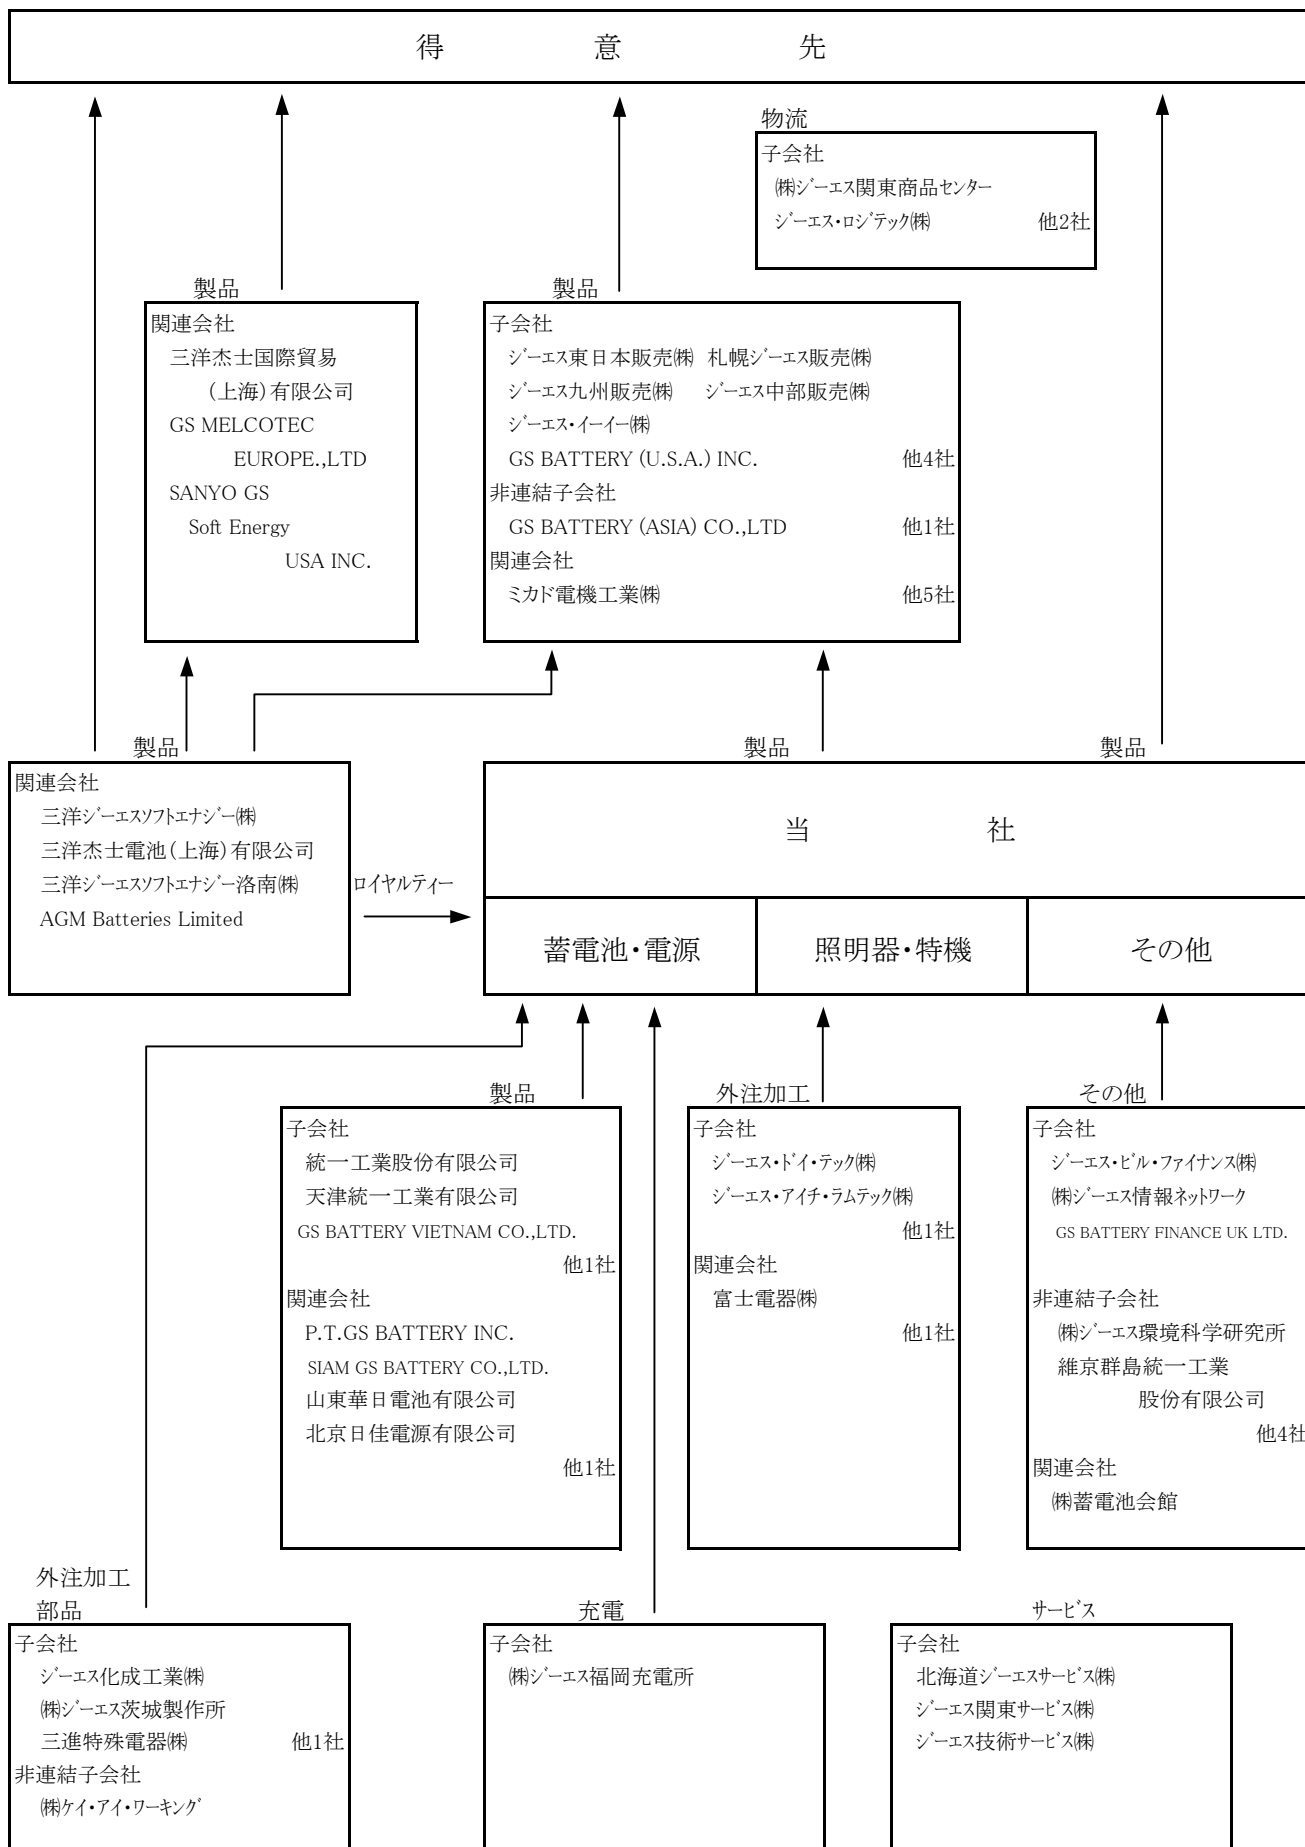 得意先
物流
子会社
㈱ジーエス関東商品センター
ジーエス・ロジテック㈱ 他2社
製品
関連会社
三洋杰士国際貿易
(上海)有限公司
GS MELCOTEC
EUROPE.,LTD
SANYO GS
Soft Energy
USA INC.
製品
子会社
ジーエス東日本販売㈱ 札幌ジーエス販売㈱
ジーエス九州販売㈱ ジーエス中部販売㈱
ジーエス・イーイー㈱
GS BATTERY (U.S.A.) INC. 他4社
非連結子会社
GS BATTERY (ASIA) CO.,LTD 他1社
関連会社
ミカド電機工業㈱ 他5社
製品
関連会社
三洋ジーエスソフトエナジー㈱
三洋杰士電池(上海)有限公司
三洋ジーエスソフトエナジー洛南㈱
AGM Batteries Limited
ロイヤルティー
製品 製品
当社
蓄電池・電源 照明器・特機 その他
製品
子会社
統一工業股份有限公司
天津統一工業有限公司
GS BATTERY VIETNAM CO.,LTD.
他1社
関連会社
P.T.GS BATTERY INC.
SIAM GS BATTERY CO.,LTD.
山東華日電池有限公司
北京日佳電源有限公司
他1社
外注加工
子会社
ジーエス・ドイ・テック㈱
ジーエス・アイチ・ラムテック㈱
他1社
関連会社
富士電器㈱
他1社
その他
子会社
ジーエス・ビル・ファイナンス㈱
㈱ジーエス情報ネットワーク
GS BATTERY FINANCE UK LTD.
非連結子会社
㈱ジーエス環境科学研究所
維京群島統一工業
股份有限公司
他4社
関連会社
㈱蓄電池会館
外注加工
部品
子会社
ジーエス化成工業㈱
㈱ジーエス茨城製作所
三進特殊電器㈱ 他1社
非連結子会社
㈱ケイ・アイ・ワーキング
充電
子会社
㈱ジーエス福岡充電所
サービス
子会社
北海道ジーエスサービス㈱
ジーエス関東サービス㈱
ジーエス技術サービス㈱